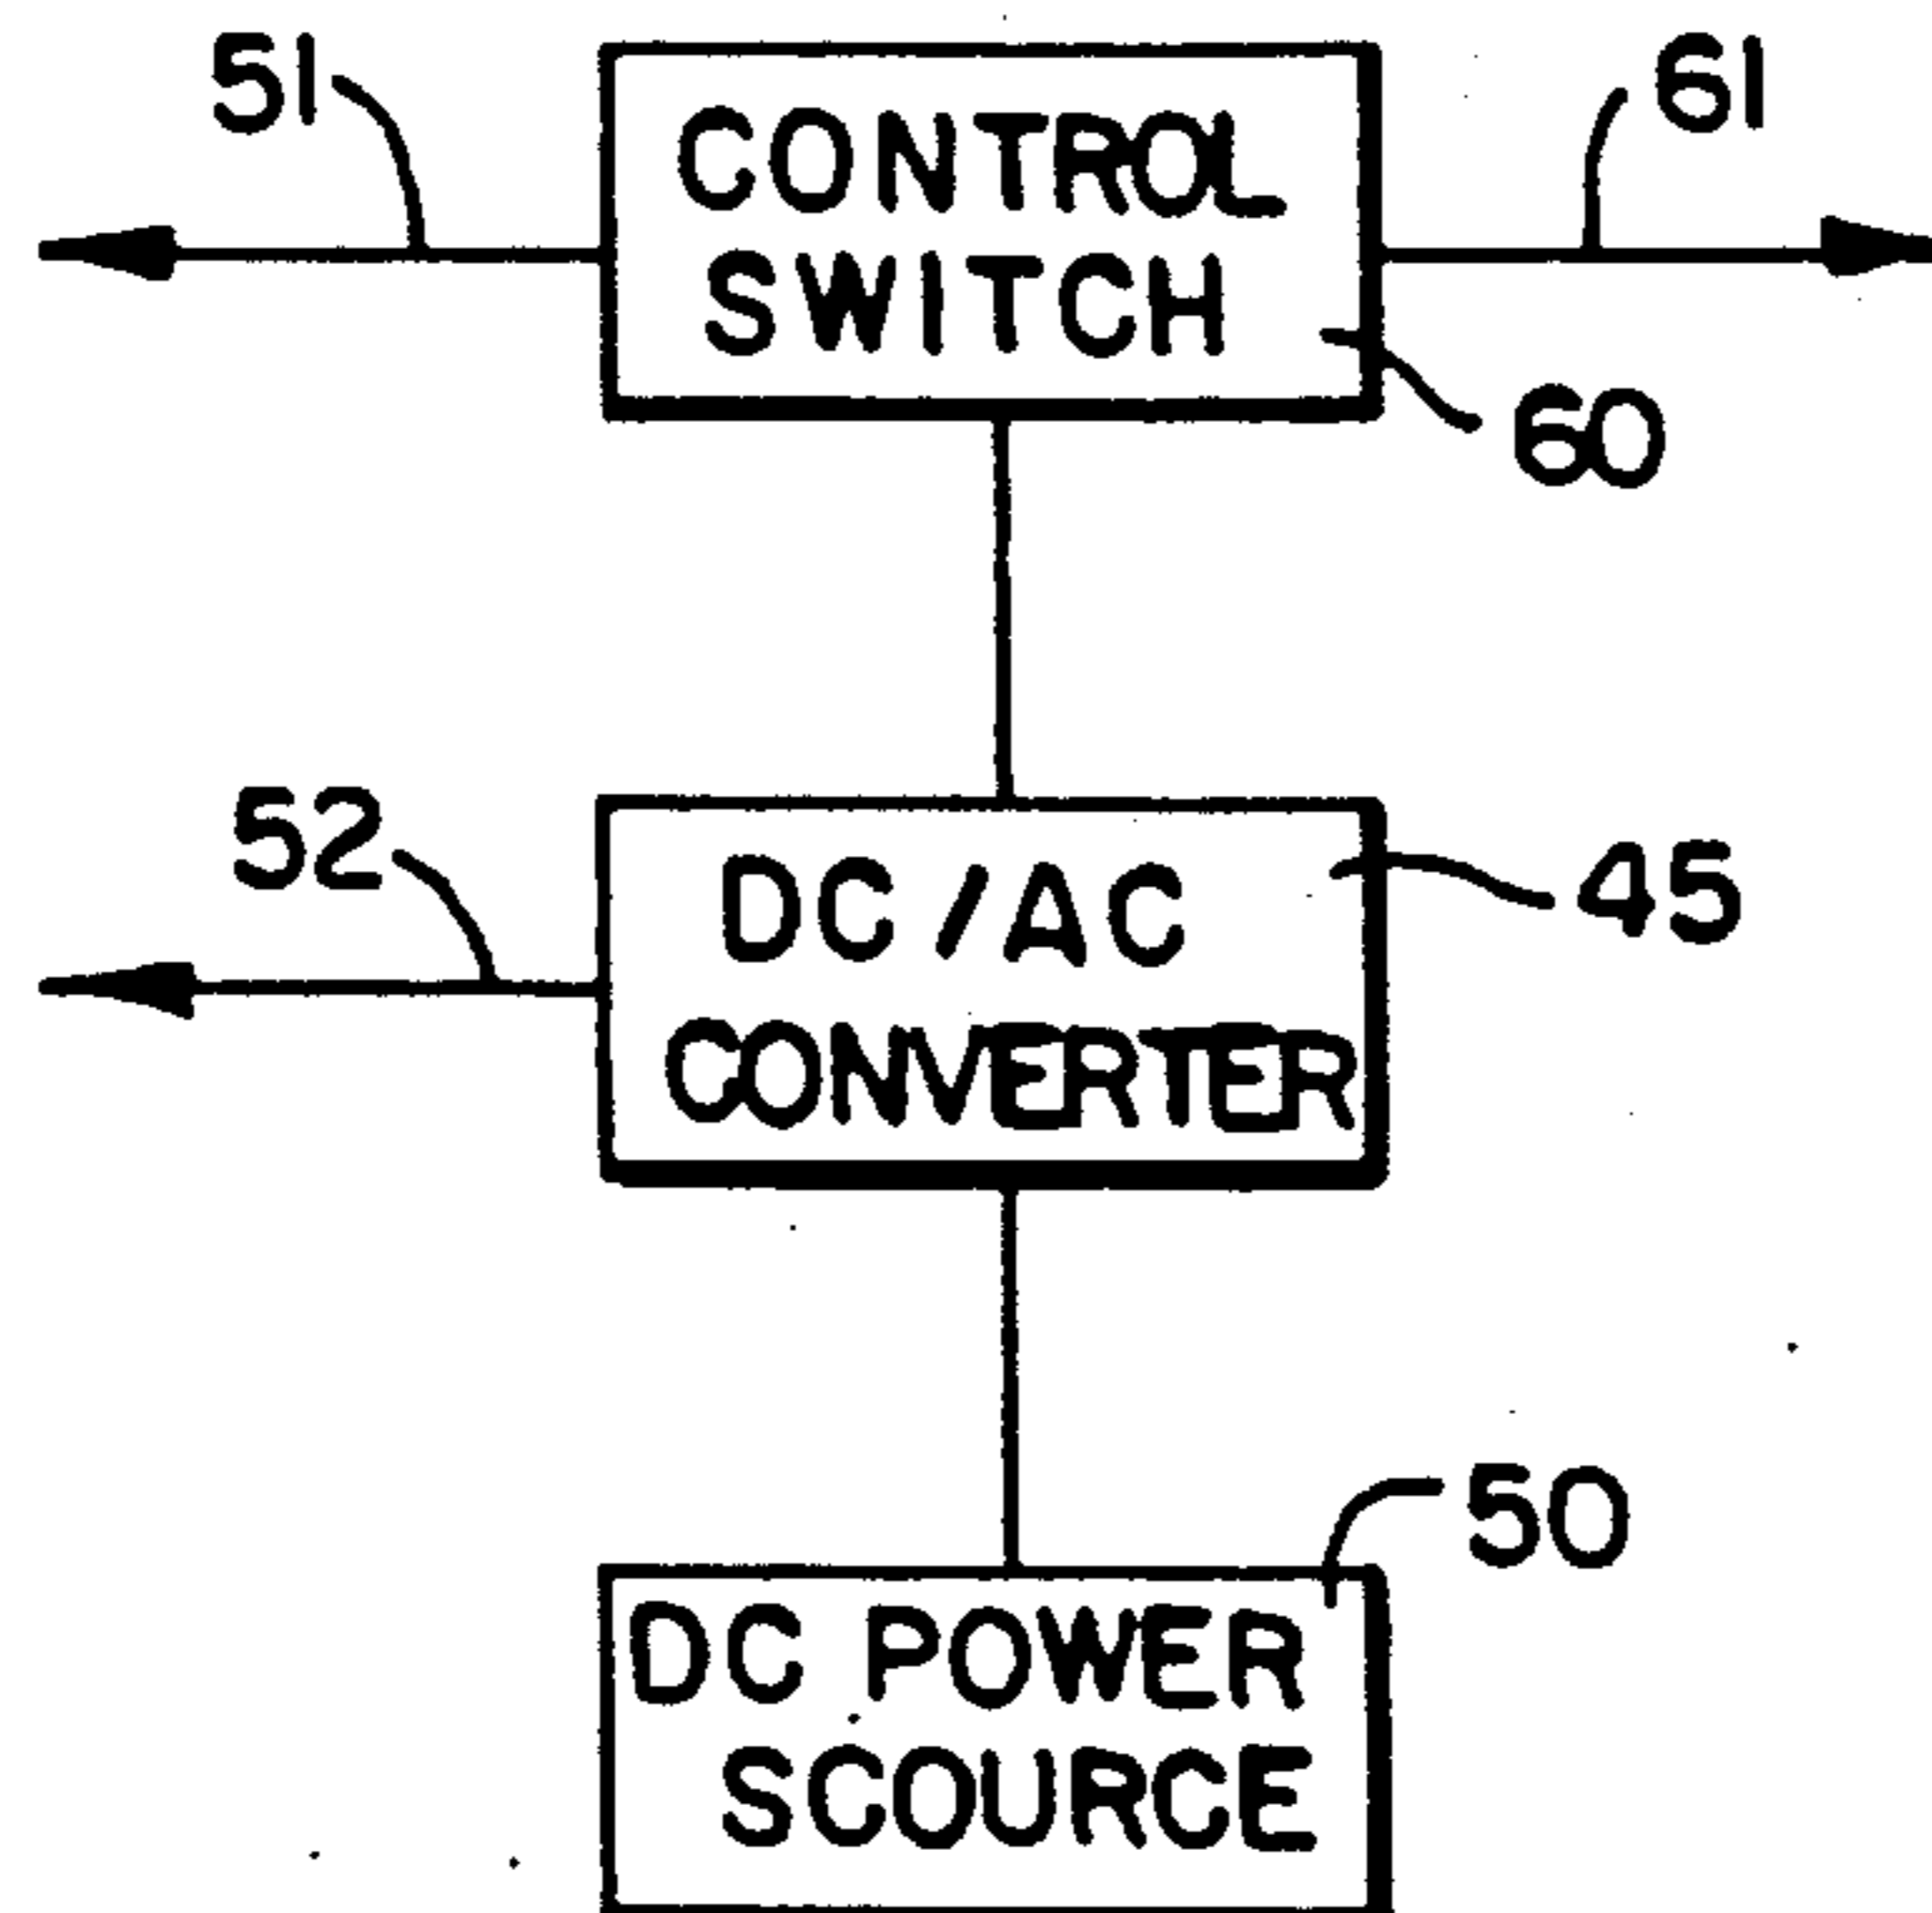 51
61
CONTROL
SWITCH
60
52
45
DC/AC
CONVERTER
50
DC POWER
SCOURCE